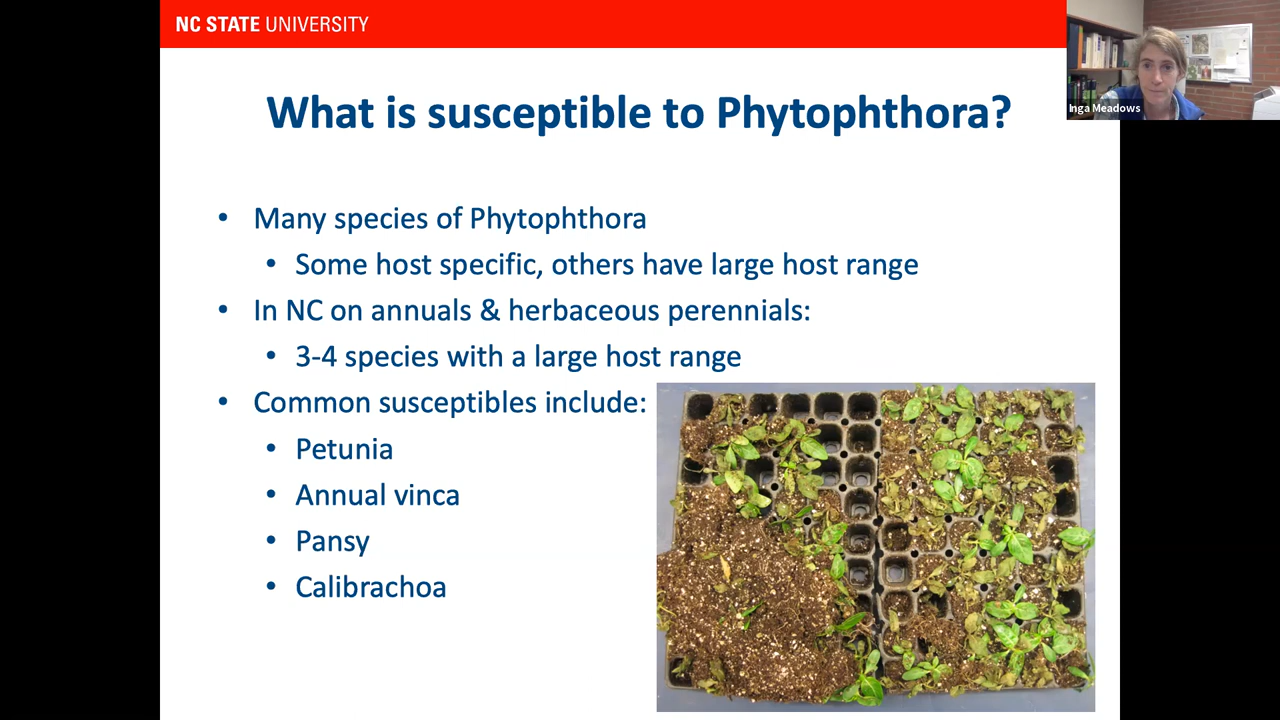 NC STATE UNIVERSITY
Inga Meadows
What is susceptible to Phytophthora?
• Many species of Phytophthora
• Some host specific, others have large host range
• In NC on annuals & herbaceous perennials:
• 3-4 species with a large host range
• Common susceptibles include:
• Petunia
• Annual vinca
• Pansy
• Calibrachoa